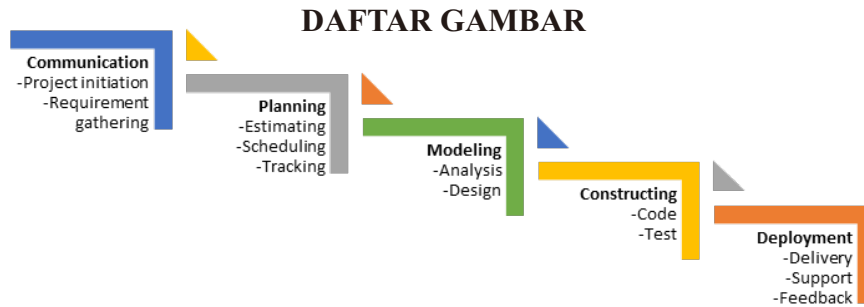 DAFTAR GAMBAR
Communication
-Project initiation
-Requirement
gathering
Planning
-Estimating
-Scheduling
-Tracking
Modeling
-Analysis
-Design
Constructing
-Code
-Test
Deployment
-Delivery
-Support
-Feedback